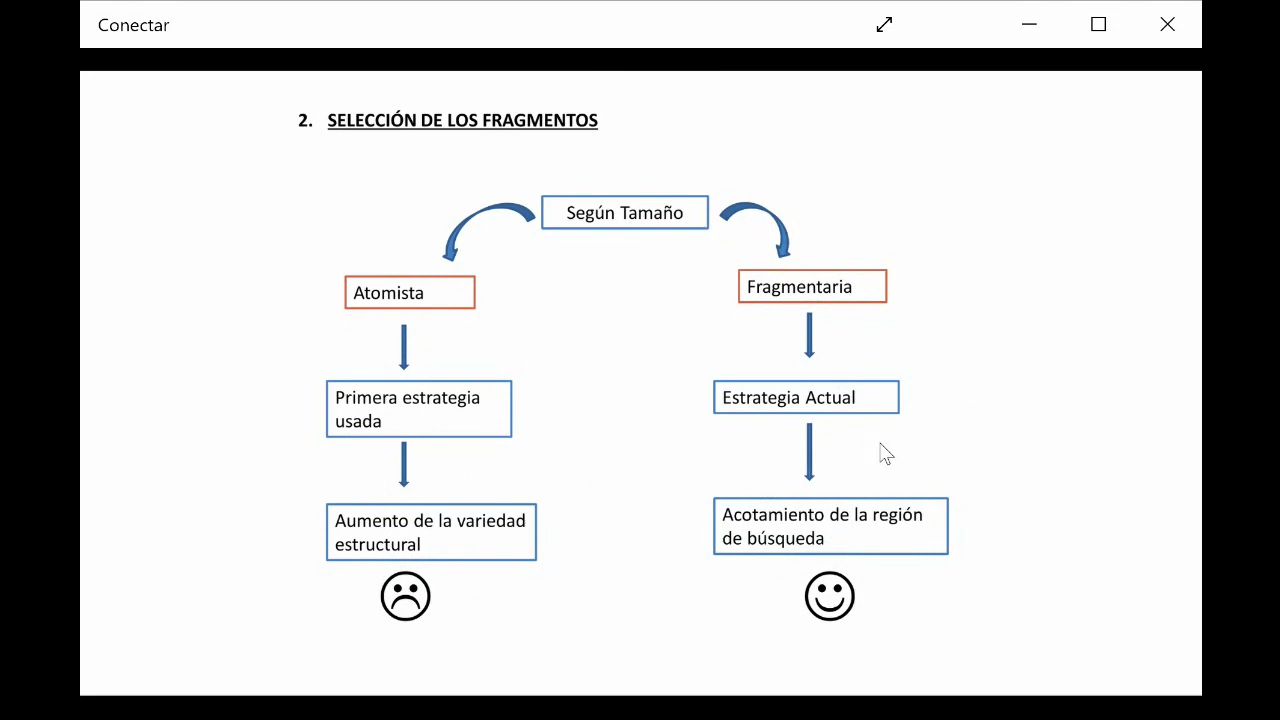 Conectar
2. SELECCIÓN DE LOS FRAGMENTOS
Según Tamaño
Atomista
Fragmentaria
Primera estrategia
usada
Estrategia Actual
Aumento de la variedad
estructural
Acotamiento de la región
de búsqueda